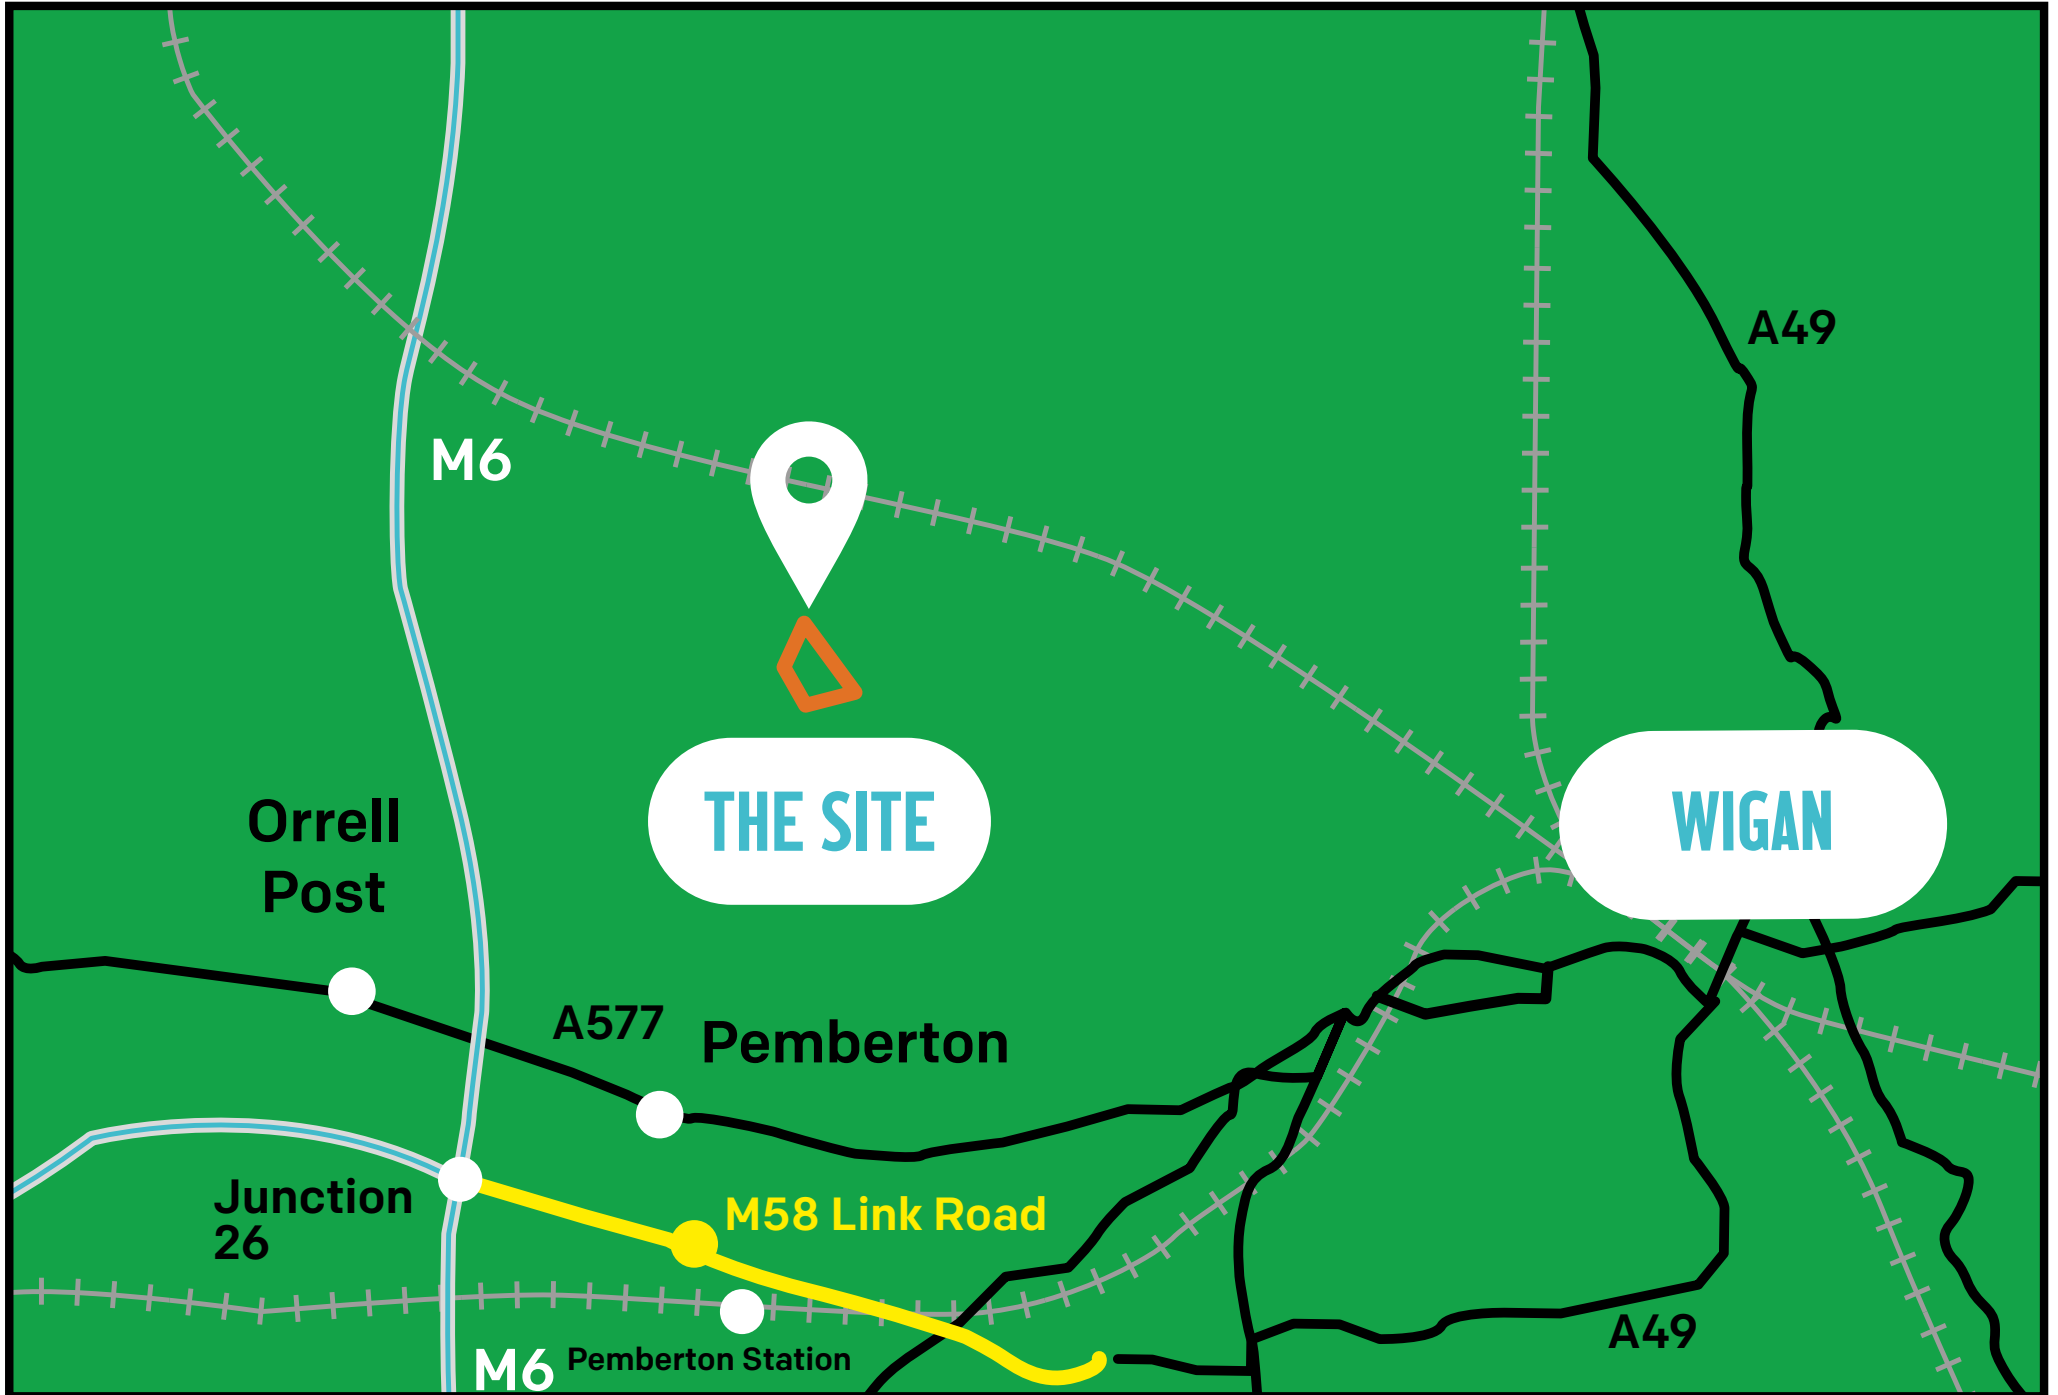 A49
M6
THE SITE
WIGAN
Orrell
Post
A577
Pemberton
Junction
26
M58 Link Road
A49
M6
Pemberton Station